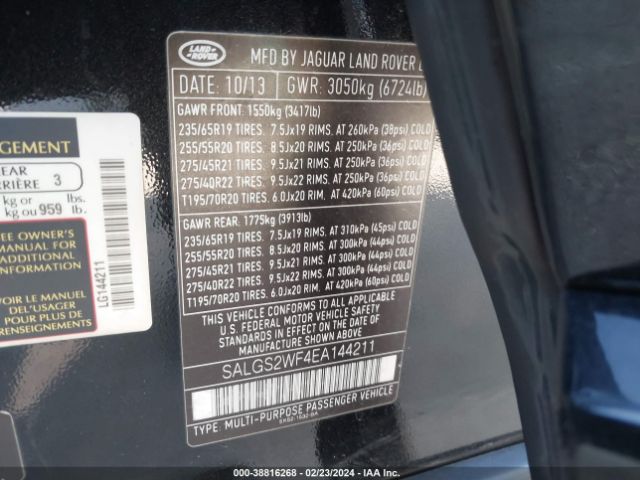 LAND ROVER
MFD BY JAGUAR LAND ROVER
DATE: 10/13 GWR: 3050kg (6724lb)
GAWR FRONT: 1550kg (3417lb)
235/65R19 TIRES. 7.5Jx19 RIMS. AT 260kPa (38psi) COLD
255/55R20 TIRES. 8.5Jx20 RIMS. AT 250kPa (36psi) COLD
275/45R21 TIRES. 9.5Jx21 RIMS. AT 250kPa (36psi) COLD
275/40R22 TIRES. 9.5Jx22 RIMS. AT 250kPa (36psi) COLD
T195/70R20 TIRES. 6.0Jx20 RIM. AT 420kPa (60psi) COLD
GAWR REAR: 1775kg (3913lb)
235/65R19 TIRES. 7.5Jx19 RIMS. AT 310kPa (45psi) COLD
255/55R20 TIRES. 8.5Jx20 RIMS. AT 300kPa (44psi) COLD
275/45R21 TIRES. 9.5Jx21 RIMS. AT 300kPa (44psi) COLD
275/40R22 TIRES. 9.5Jx22 RIMS. AT 300kPa (44psi) COLD
T195/70R20 TIRES. 6.0Jx20 RIM. AT 420kPa (60psi) COLD
THIS VEHICLE CONFORMS TO ALL APPLICABLE
U.S. FEDERAL MOTOR VEHICLE SAFETY
STANDARDS IN EFFECT ON THE DATE OF
MANUFACTURE SHOWN ABOVE.
SALGS2WF4EA144211
TYPE: MULTI-PURPOSE PASSENGER VEHICLE
GEMENT
REAR
RRIÈRE 3
kg or lbs.
kg ou 959 lb.
EE OWNER'S
MANUAL FOR
ADDITIONAL
INFORMATION
VOIR LE MANUEL
DE L'USAGER
POUR PLUS DE
RENSEIGNEMENTS
LG144211
000-38816268 - 02/23/2024 - IAAI.COM